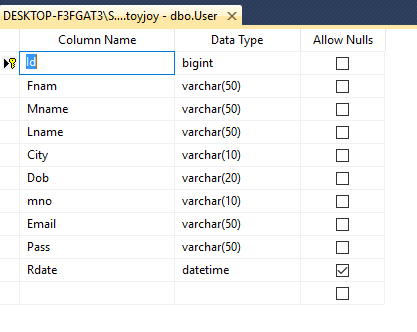 DESKTOP-F3FGAT3\S....toyjoy - dbo.User
Column Name Data Type Allow Nulls
Id bigint
Fnam varchar(50)
Mname varchar(50)
Lname varchar(50)
City varchar(10)
Dob varchar(20)
mno varchar(10)
Email varchar(50)
Pass varchar(50)
Rdate datetime